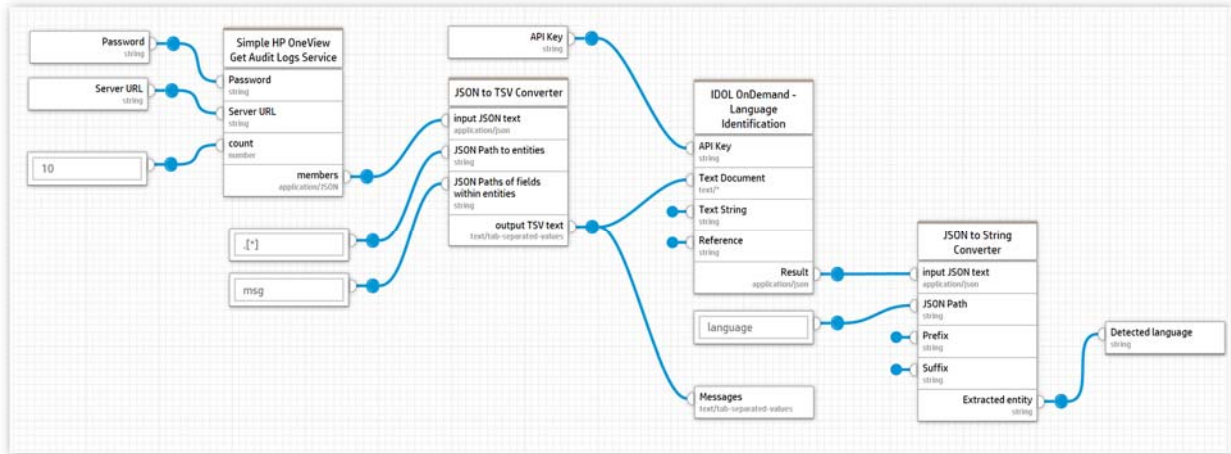 Password
string
Server URL
string
10
Simple HP OneView
Get Audit Logs Service
Password
string
Server URL
string
count
number
members
application/JSON
.[*]
msg
API Key
string
JSON to TSV Converter
input JSON text
application/json
JSON Path to entities
string
JSON Paths of fields
within entities
string
output TSV text
text/tab-separated-values
IDOL OnDemand -
Language
Identification
API Key
string
Text Document
text/*
Text String
string
Reference
string
Result
application/json
language
Messages
text/tab-separated-values
JSON to String
Converter
input JSON text
application/json
JSON Path
string
Prefix
string
Suffix
string
Extracted entity
string
Detected language
string